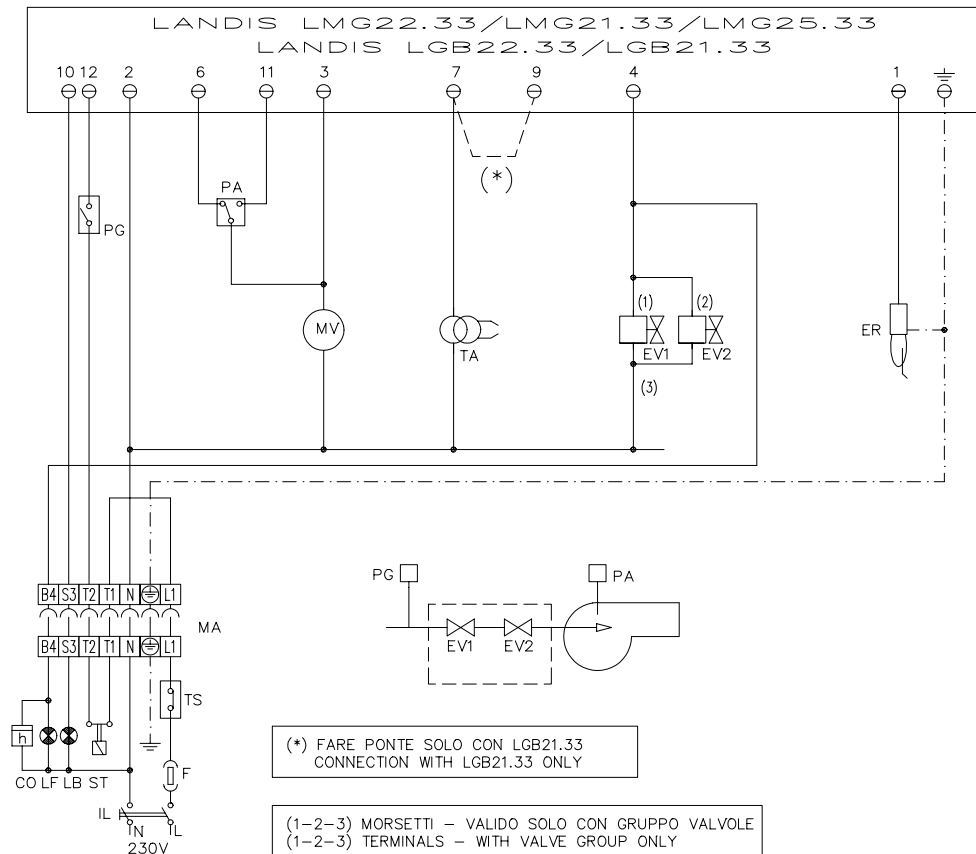 LANDIS LMG22.33/LMG21.33/LMG25.33
LANDIS LGB22.33/LGB21.33
10 12 2 6 11 3 7 9 4 1
(*)
PA
PG
MV
TA
(1) (2)
EV1 EV2
(3)
ER
B4 S3 T2 T1 N L1
MA
B4 S3 T2 T1 N L1
PG PA
EV1 EV2
TS
h
CO LF LB ST
F
IL
N L
230V
(*) FARE PONTE SOLO CON LGB21.33
CONNECTION WITH LGB21.33 ONLY
(1-2-3) MORSETTI - VALIDO SOLO CON GRUPPO VALVOLE
(1-2-3) TERMINALS - WITH VALVE GROUP ONLY